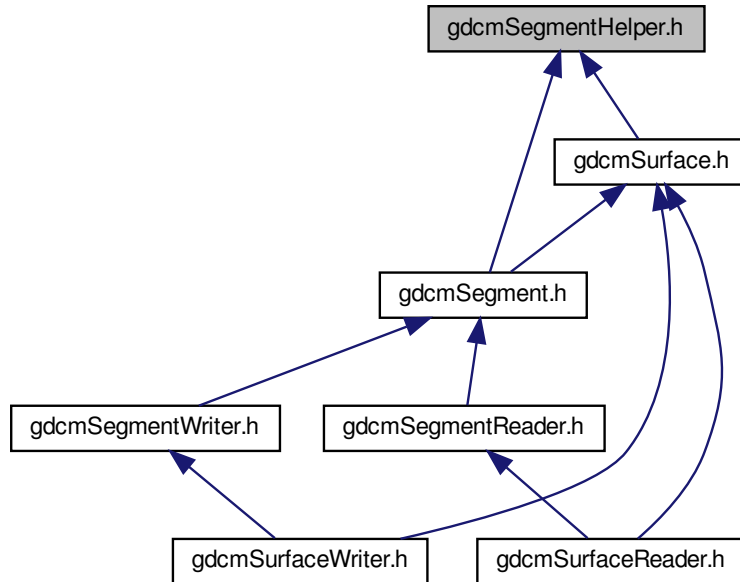 gdcmSegmentHelper.h
gdcmSurface.h
gdcmSegment.h
gdcmSegmentWriter.h
gdcmSegmentReader.h
gdcmSurfaceWriter.h
gdcmSurfaceReader.h